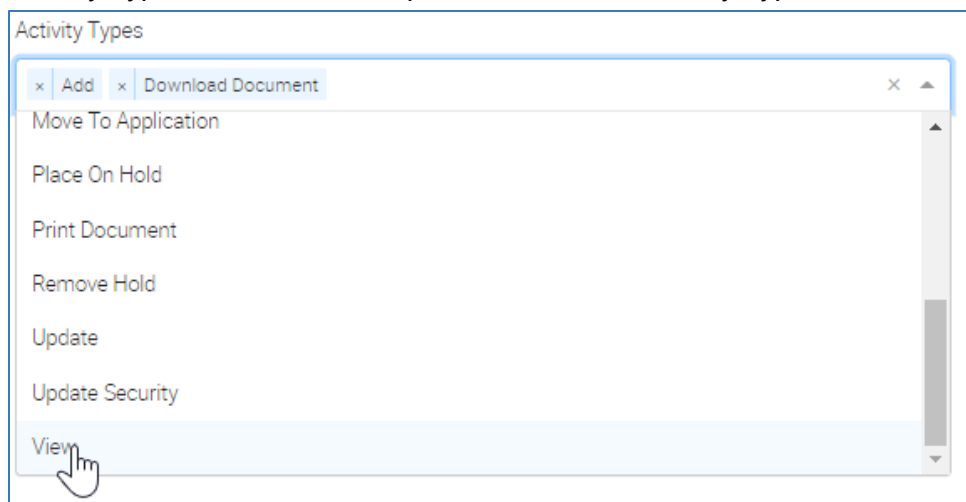 Activity Types
× Add × Download Document
Move To Application
Place On Hold
Print Document
Remove Hold
Update
Update Security
View